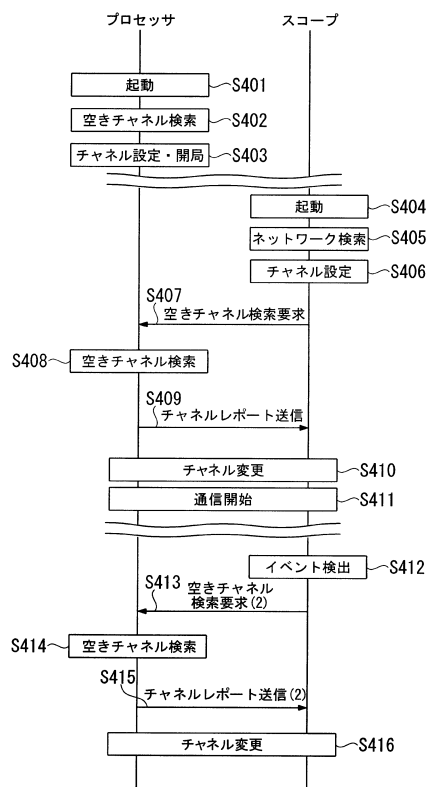 プロセッサ
スコープ
起動
S401
空きチャネル検索
S402
チャネル設定・開局
S403
起動
S404
ネットワーク検索
S405
チャネル設定
S406
S407
空きチャネル検索要求
S408
空きチャネル検索
S409
チャネルレポート送信
チャネル変更
S410
通信開始
S411
イベント検出
S412
S413
空きチャネル
検索要求(2)
S414
空きチャネル検索
S415
チャネルレポート送信(2)
チャネル変更
S416